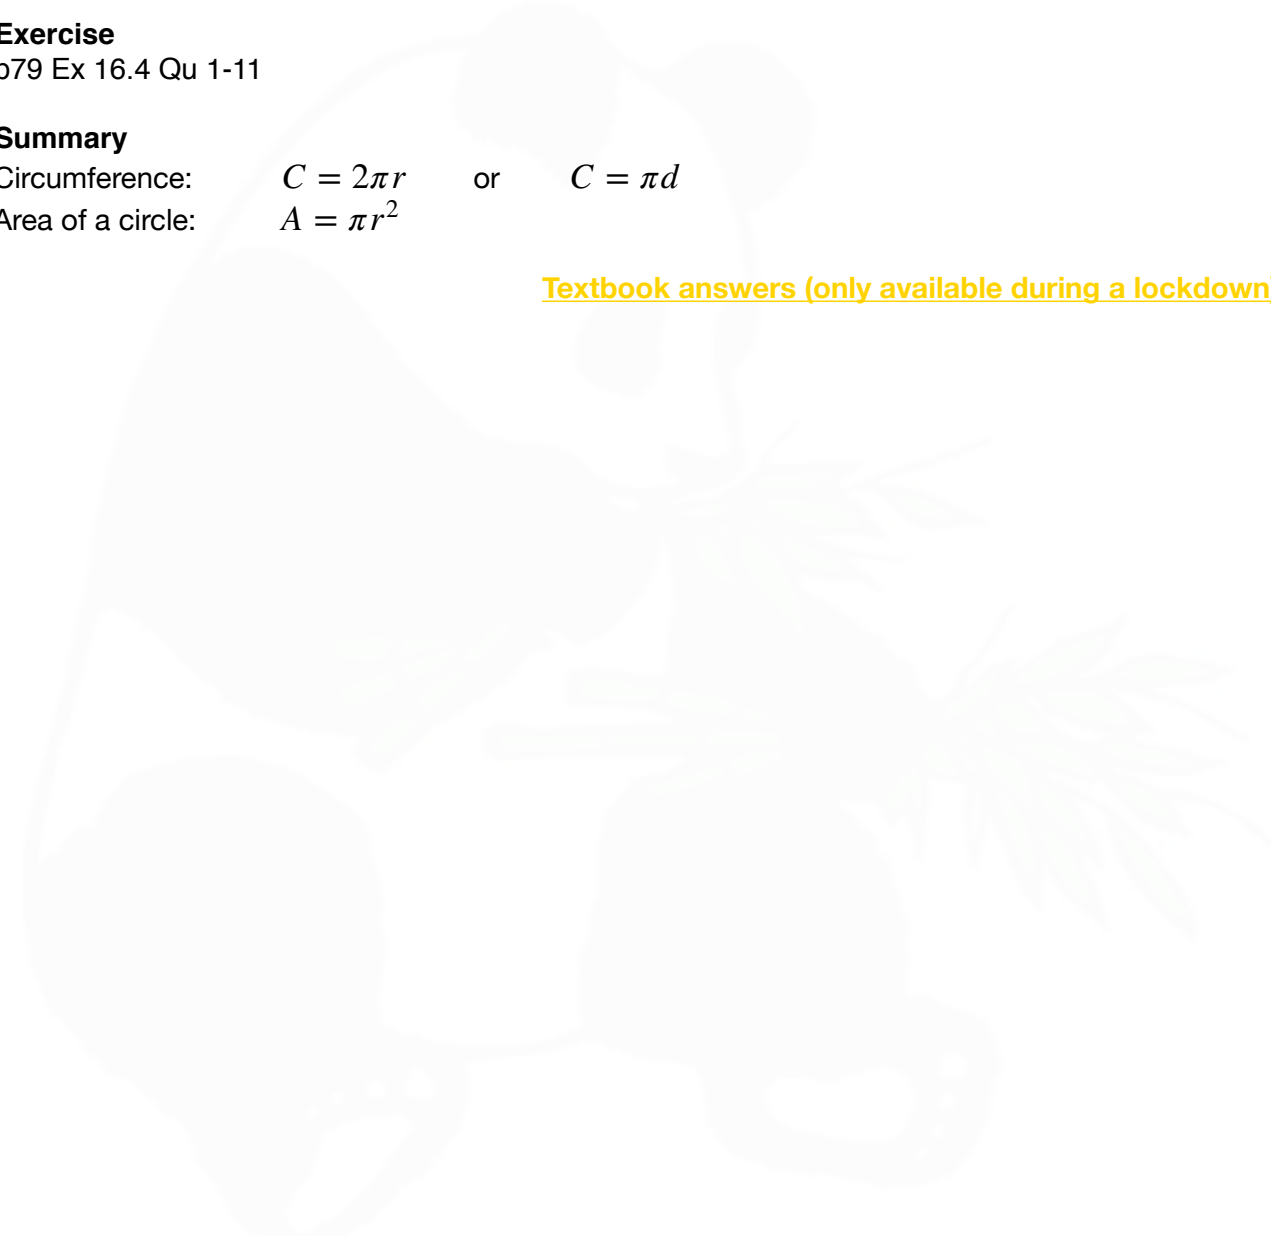 Exercise
p79 Ex 16.4 Qu 1-11
Summary
Circumference: C = 2πr or C = πd
Area of a circle: A = πr²
Textbook answers (only available during a lockdown)